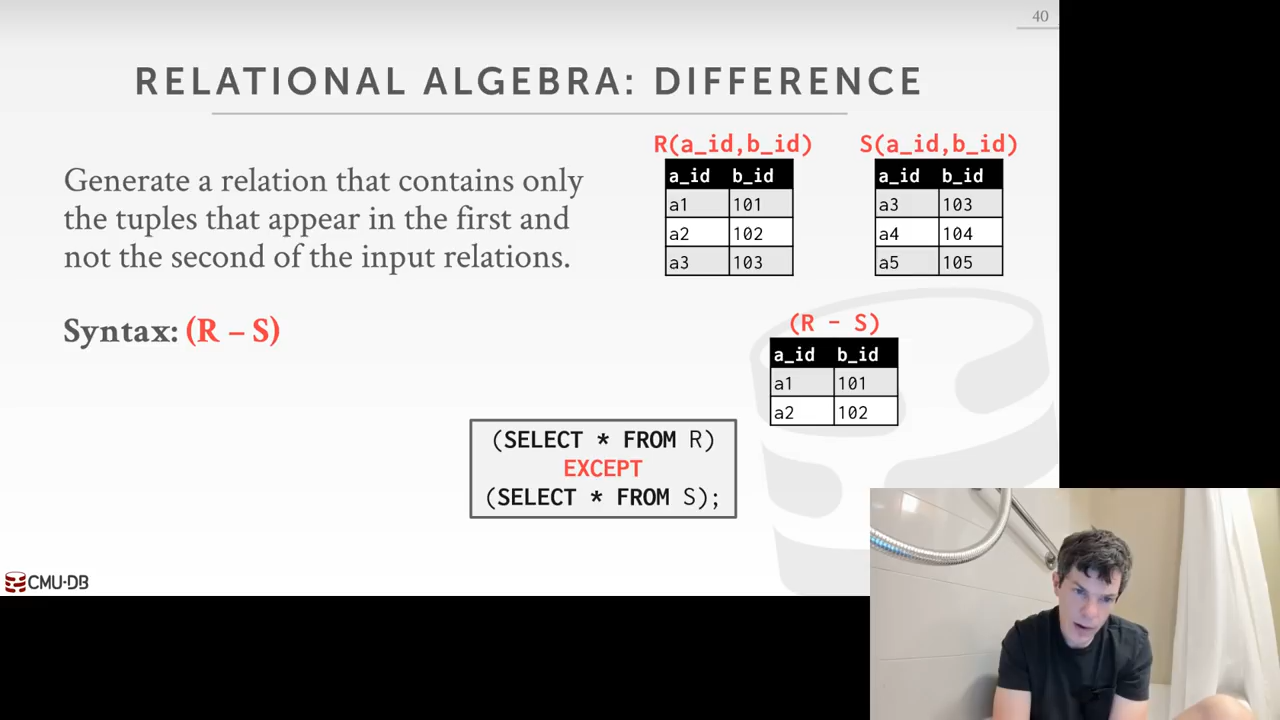 40
RELATIONAL ALGEBRA: DIFFERENCE
Generate a relation that contains only
the tuples that appear in the first and
not the second of the input relations.
Syntax: (R – S)
R(a_id,b_id)
a_id b_id
a1 101
a2 102
a3 103
S(a_id,b_id)
a_id b_id
a3 103
a4 104
a5 105
(R - S)
a_id b_id
a1 101
a2 102
(SELECT * FROM R)
EXCEPT
(SELECT * FROM S);
CMU·DB